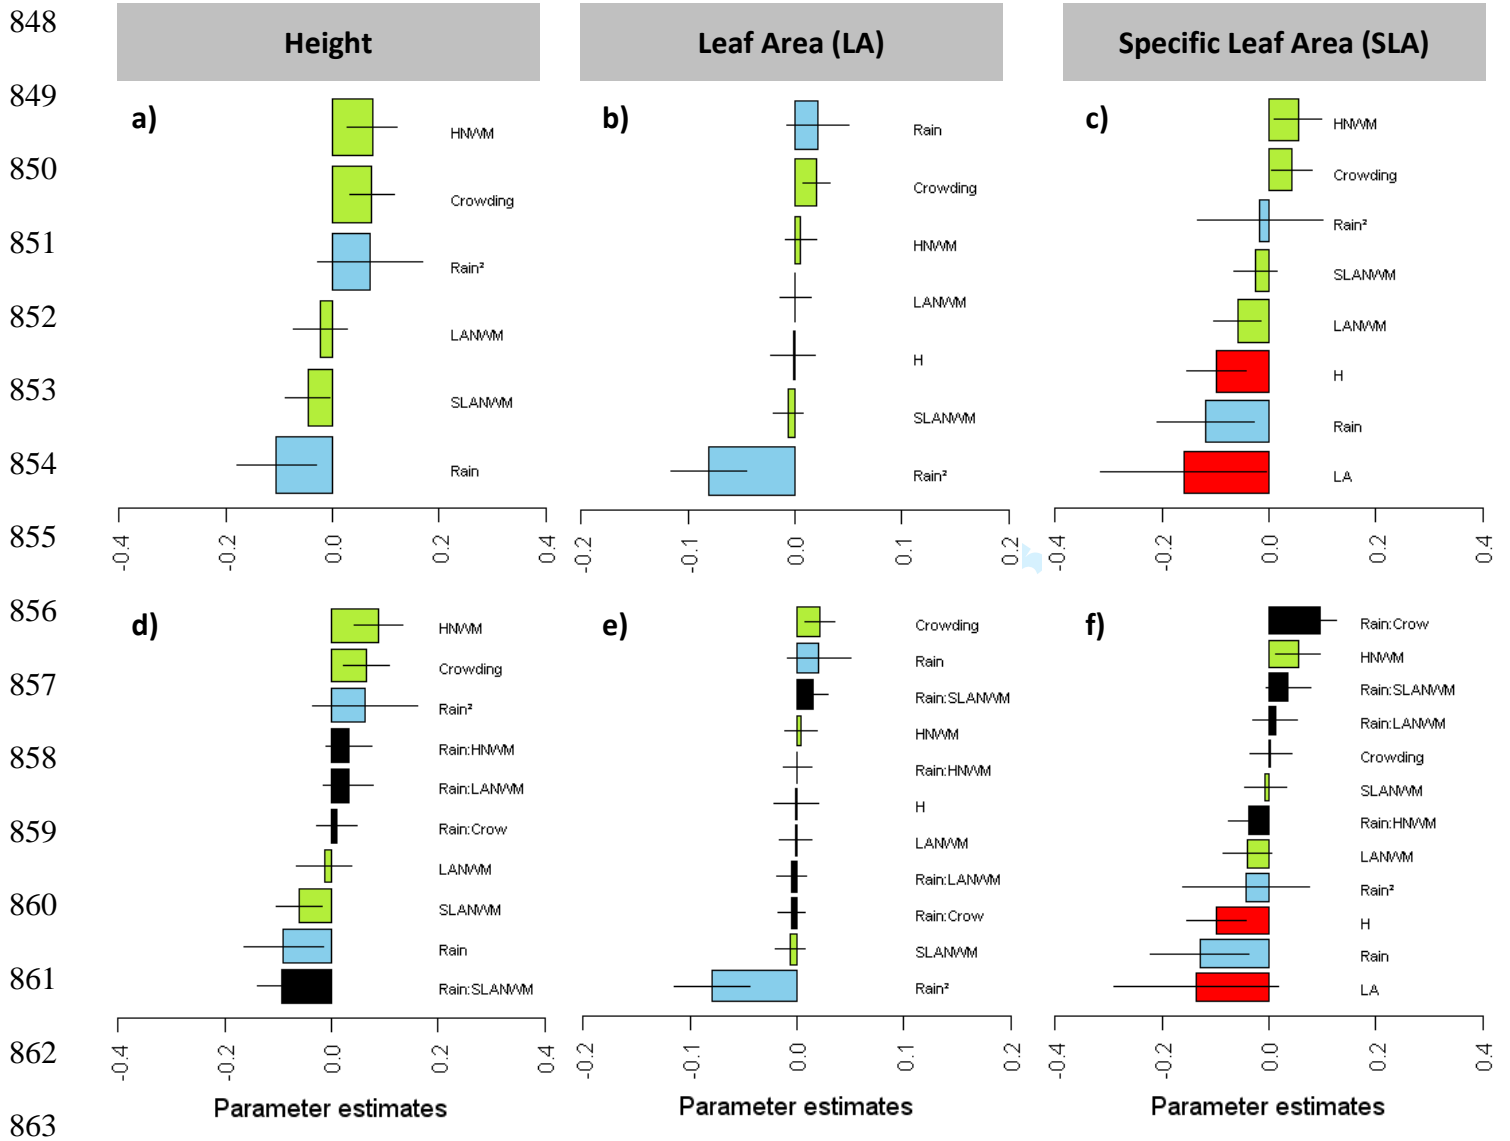 848
Height
Leaf Area (LA)
Specific Leaf Area (SLA)
849
850
851
852
853
854
855
856
857
858
859
860
861
862
863
a)
HNWM
Crowding
Rain²
LANWM
SLANWM
Rain
-0.4
-0.2
0.0
0.2
0.4
b)
Rain
Crowding
HNWM
LANWM
H
SLANWM
Rain²
-0.2
-0.1
0.0
0.1
0.2
c)
HNWM
Crowding
Rain²
SLANWM
LANWM
H
Rain
LA
-0.4
-0.2
0.0
0.2
0.4
d)
HNWM
Crowding
Rain²
Rain:HNWM
Rain:LANWM
Rain:Crow
LANWM
SLANWM
Rain
Rain:SLANWM
-0.4
-0.2
0.0
0.2
0.4
Parameter estimates
e)
Crowding
Rain
Rain:SLANWM
HNWM
Rain:HNWM
H
LANWM
Rain:LANWM
Rain:Crow
SLANWM
Rain²
-0.2
-0.1
0.0
0.1
0.2
Parameter estimates
f)
Rain:Crow
HNWM
Rain:SLANWM
Rain:LANWM
Crowding
SLANWM
Rain:HNWM
LANWM
Rain²
H
Rain
LA
-0.4
-0.2
0.0
0.2
0.4
Parameter estimates